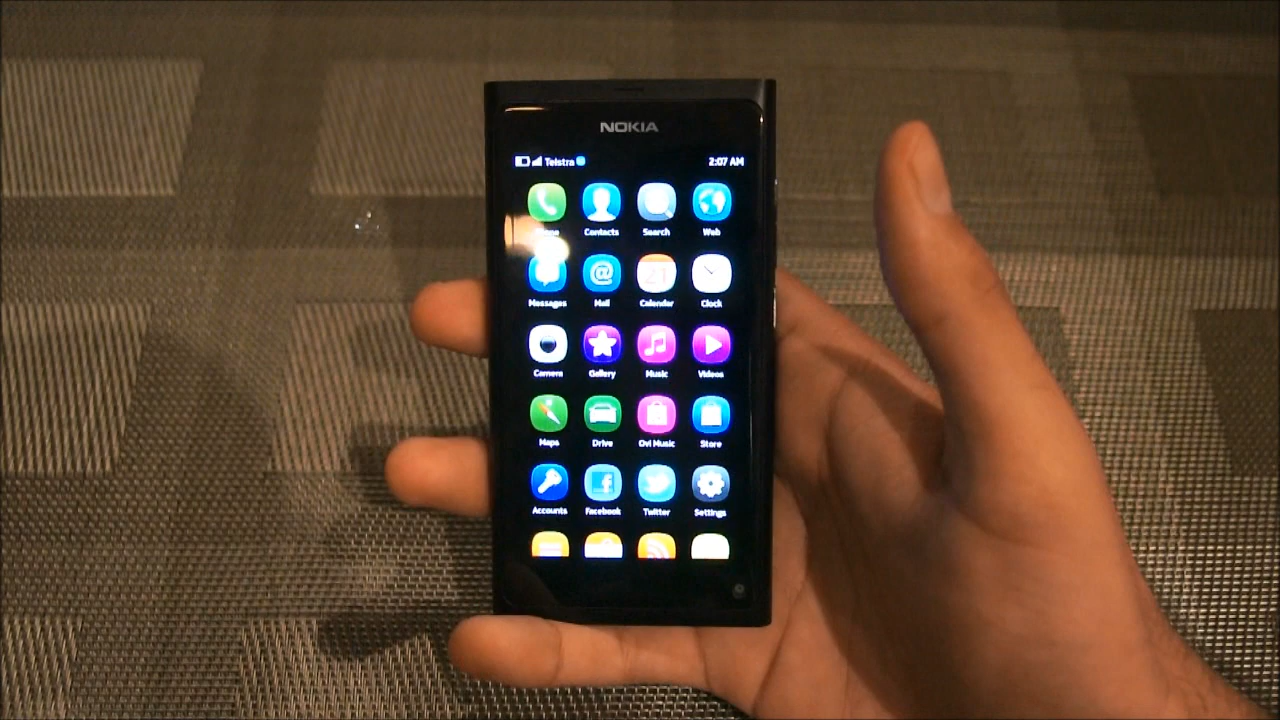 NOKIA
Telstra 2:07 AM
Contacts Search Web
21
Messages Mail Calendar Clock
Camera Gallery Music Videos
Maps Drive Ovi Music Store
Accounts Facebook Twitter Settings